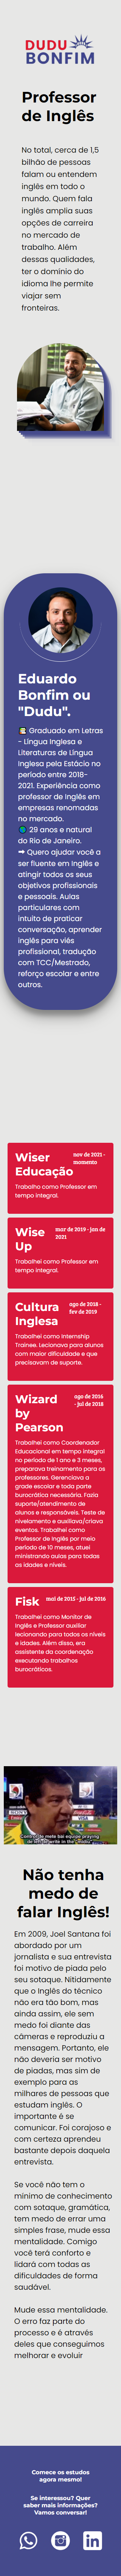 DUDU
BONFIM
Professor
de Inglês
No total, cerca de 1,5
bilhão de pessoas
falam ou entendem
inglês em todo o
mundo. Quem fala
inglês amplia suas
opções de carreira
no mercado de
trabalho. Além
dessas qualidades,
ter o domínio do
idioma lhe permite
viajar sem
fronteiras.
Eduardo
Bonfim ou
"Dudu".
Graduado em Letras
- Língua Inglesa e
Literaturas de Língua
Inglesa pela Estácio no
período entre 2018-
2021. Experiência como
professor de Inglês em
empresas renomadas
no mercado.
29 anos e natural
do Rio de Janeiro.
➡ Quero ajudar você a
ser fluente em Inglês e
atingir todos os seus
objetivos profissionais
e pessoais. Aulas
particulares com
intuito de praticar
conversação, aprender
inglês para viés
profissional, tradução
com TCC/Mestrado,
reforço escolar e entre
outros.
Wiser
Educação
nov de 2021 -
momento
Trabalho como Professor em
tempo integral.
Wise
Up
mar de 2019 - jan de
2021
Trabalhei como Professor em
tempo integral.
Cultura
Inglesa
ago de 2018 -
fev de 2019
Trabalhei como Internship
Trainee. Lecionava para alunos
com maior dificuldade e que
precisavam de suporte.
Wizard
by
Pearson
ago de 2016
- jul de 2018
Trabalhei como Coordenador
Educacional em tempo integral
no período de 1 ano e 3 meses,
preparava treinamento para os
professores. Gerenciava a
grade escolar e toda parte
burocrática necessária. Fazia
suporte/atendimento de
alunos e responsáveis. Teste de
nivelamento e auxiliava/criava
eventos. Trabalhei como
Professor de Inglês por meio
período de 10 meses, atuei
ministrando aulas para todas
as idades e níveis.
Fisk
mai de 2015 - jul de 2016
Trabalhei como Monitor de
Inglês e Professor auxiliar
lecionando para todos os níveis
e idades. Além disso, era
assistente da coordenação
executando trabalhos
burocráticos.
SONY
VISA
Não tenha
medo de
falar Inglês!
Em 2009, Joel Santana foi
abordado por um
jornalista e sua entrevista
foi motivo de piada pelo
seu sotaque. Nitidamente
que o Inglês do técnico
não era tão bom, mas
ainda assim, ele sem
medo foi diante das
câmeras e reproduziu a
mensagem. Portanto, ele
não deveria ser motivo
de piadas, mas sim de
exemplo para as
milhares de pessoas que
estudam inglês. O
importante é se
comunicar. Foi corajoso e
com certeza aprendeu
bastante depois daquela
entrevista.
Se você não tem o
mínimo de conhecimento
com sotaque, gramática,
tem medo de errar uma
simples frase, mude essa
mentalidade. Comigo
você terá conforto e
lidará com todas as
dificuldades de forma
saudável.
Mude essa mentalidade.
O erro faz parte do
processo e é através
deles que conseguimos
melhorar e evoluir
Comece os estudos
agora mesmo!
Se interessou? Quer
saber mais informações?
Vamos conversar!
in